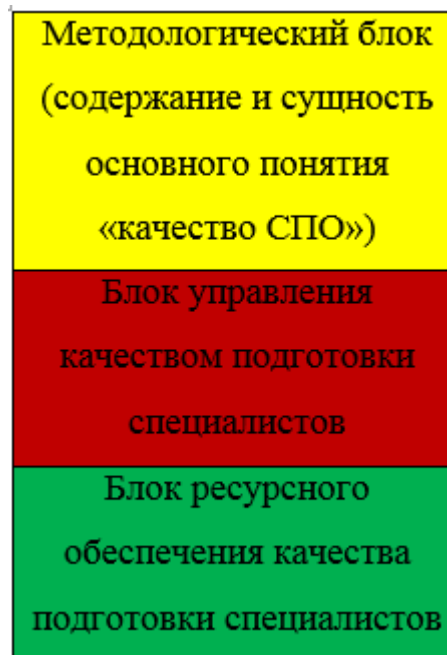 Методологический блок
(содержание и сущность
основного понятия
«качество СПО»)
Блок управления
качеством подготовки
специалистов
Блок ресурсного
обеспечения качества
подготовки специалистов